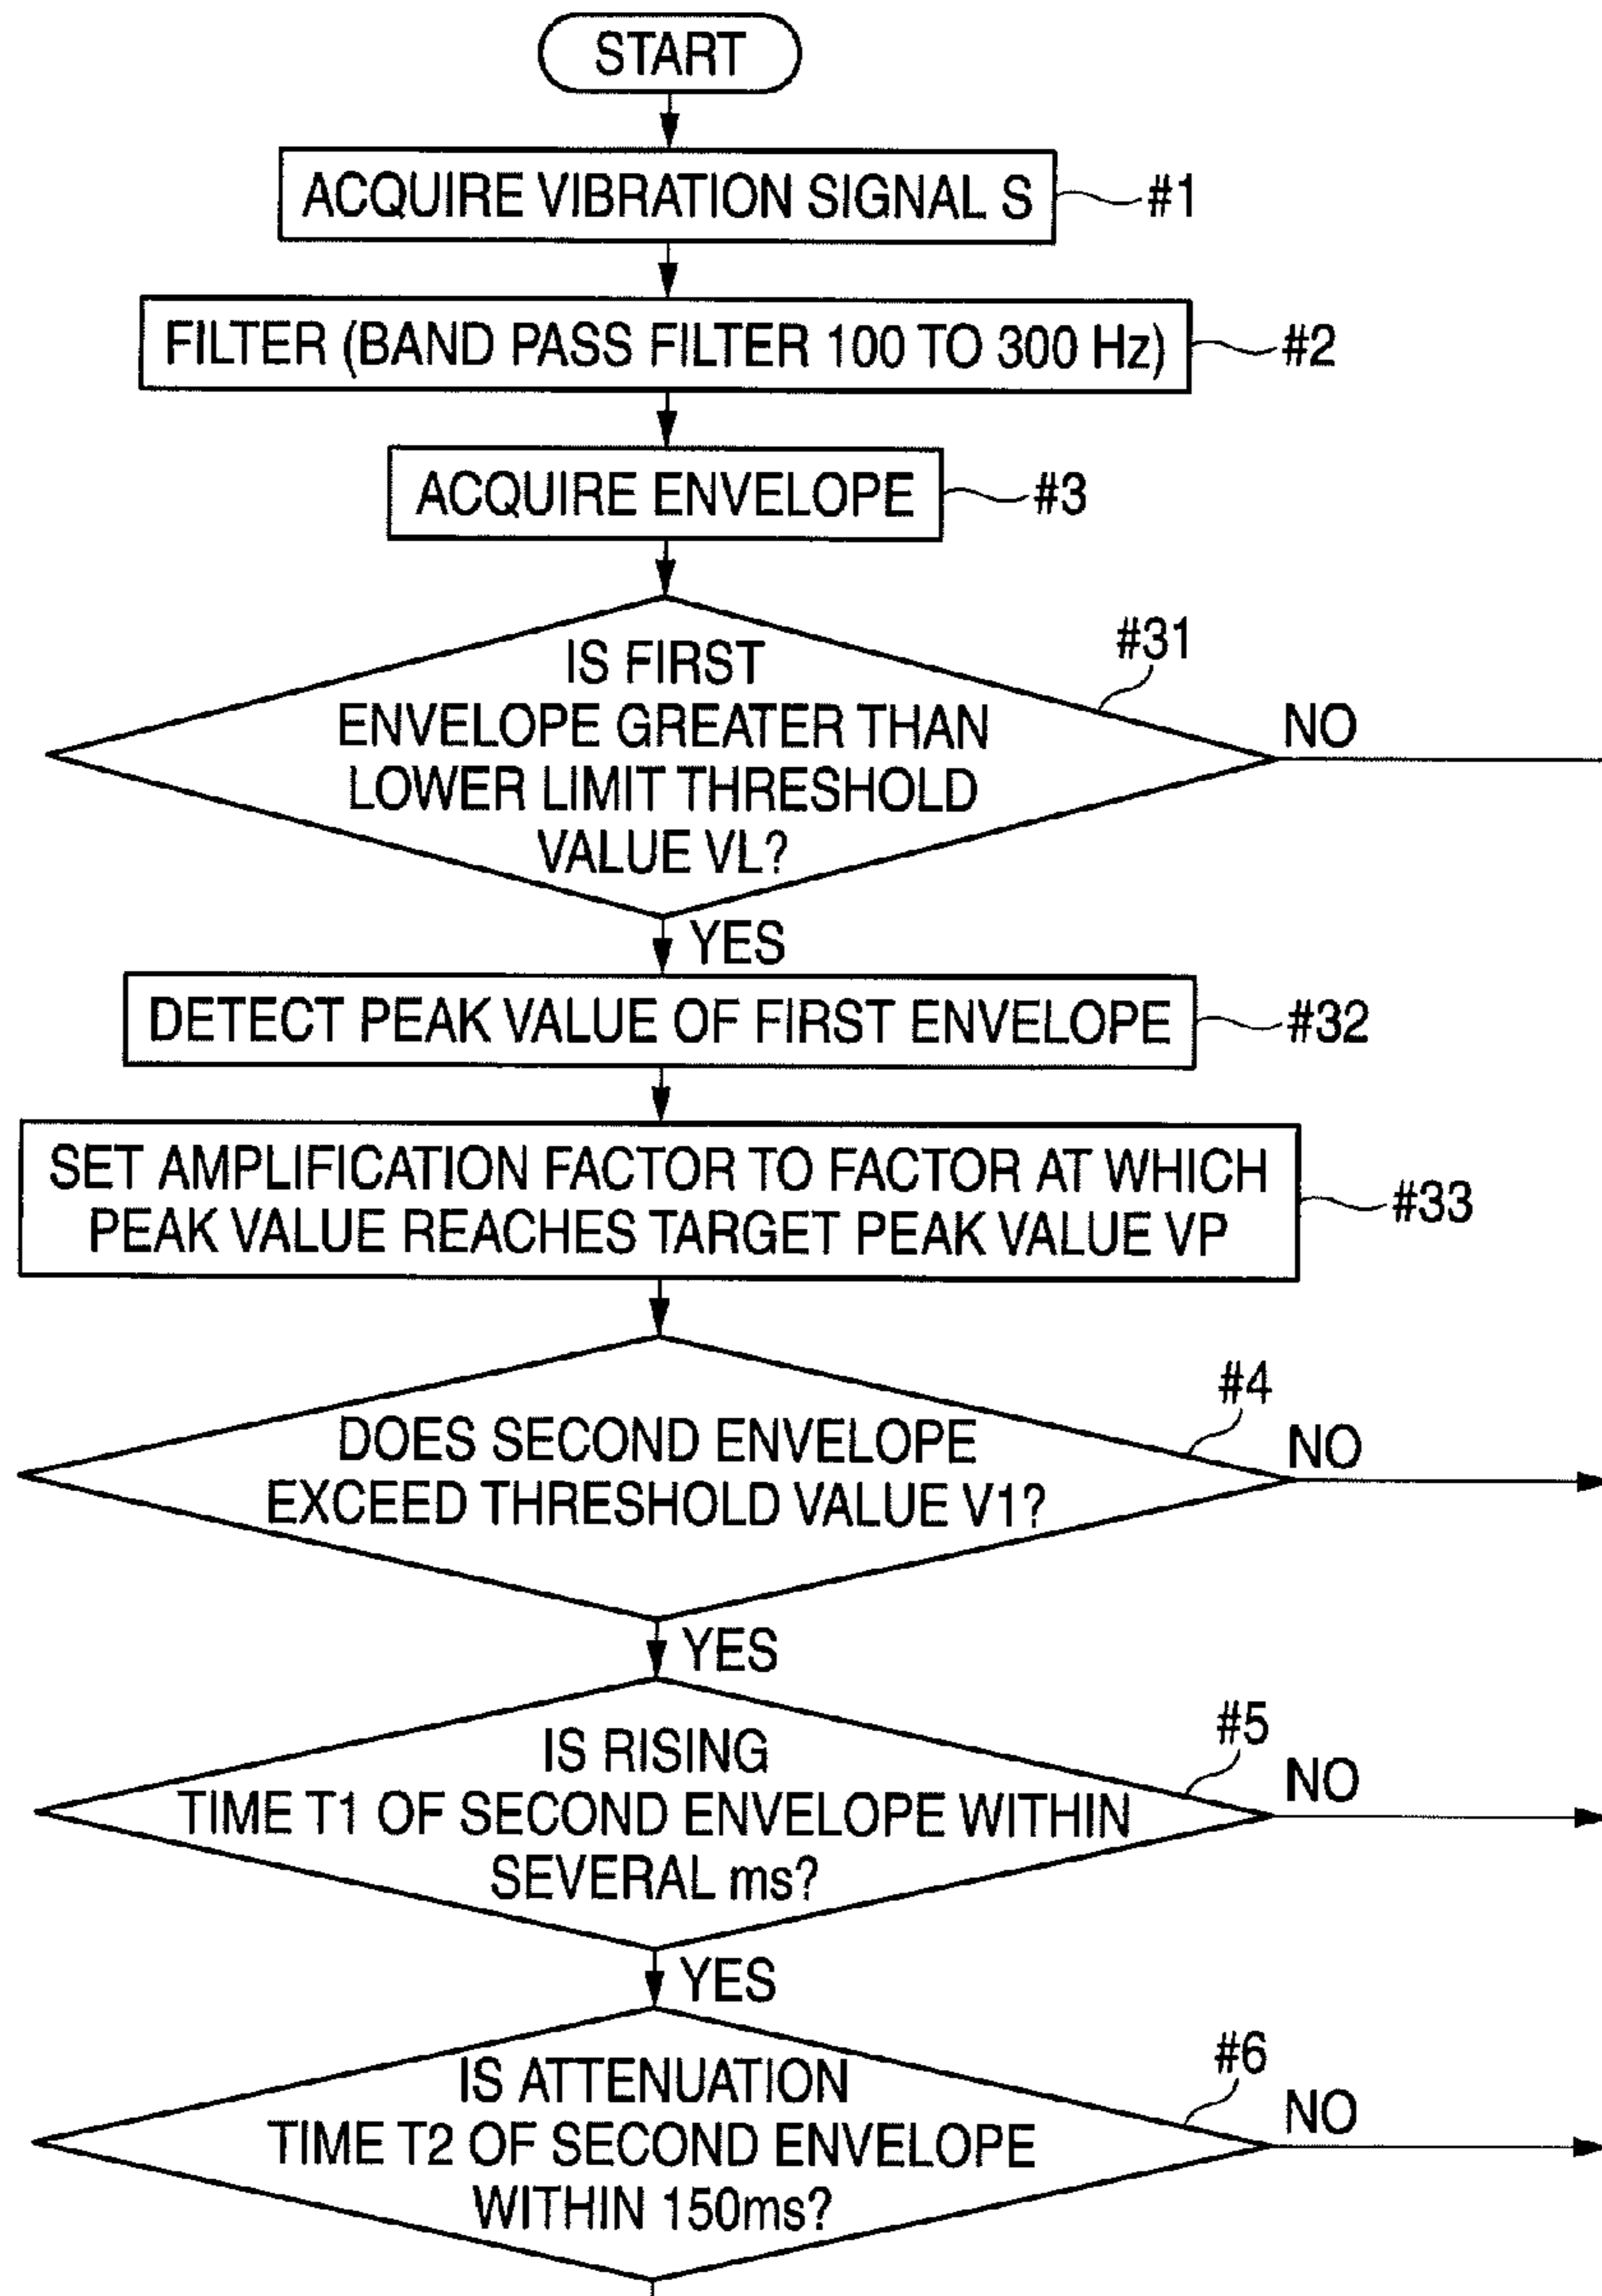 START
ACQUIRE VIBRATION SIGNAL S
#1
FILTER (BAND PASS FILTER 100 TO 300 Hz)
#2
ACQUIRE ENVELOPE
#3
IS FIRST
ENVELOPE GREATER THAN
LOWER LIMIT THRESHOLD
VALUE VL?
#31
NO
YES
DETECT PEAK VALUE OF FIRST ENVELOPE
#32
SET AMPLIFICATION FACTOR TO FACTOR AT WHICH
PEAK VALUE REACHES TARGET PEAK VALUE VP
#33
DOES SECOND ENVELOPE
EXCEED THRESHOLD VALUE V1?
#4
NO
YES
IS RISING
TIME T1 OF SECOND ENVELOPE WITHIN
SEVERAL ms?
#5
NO
YES
IS ATTENUATION
TIME T2 OF SECOND ENVELOPE
WITHIN 150ms?
#6
NO